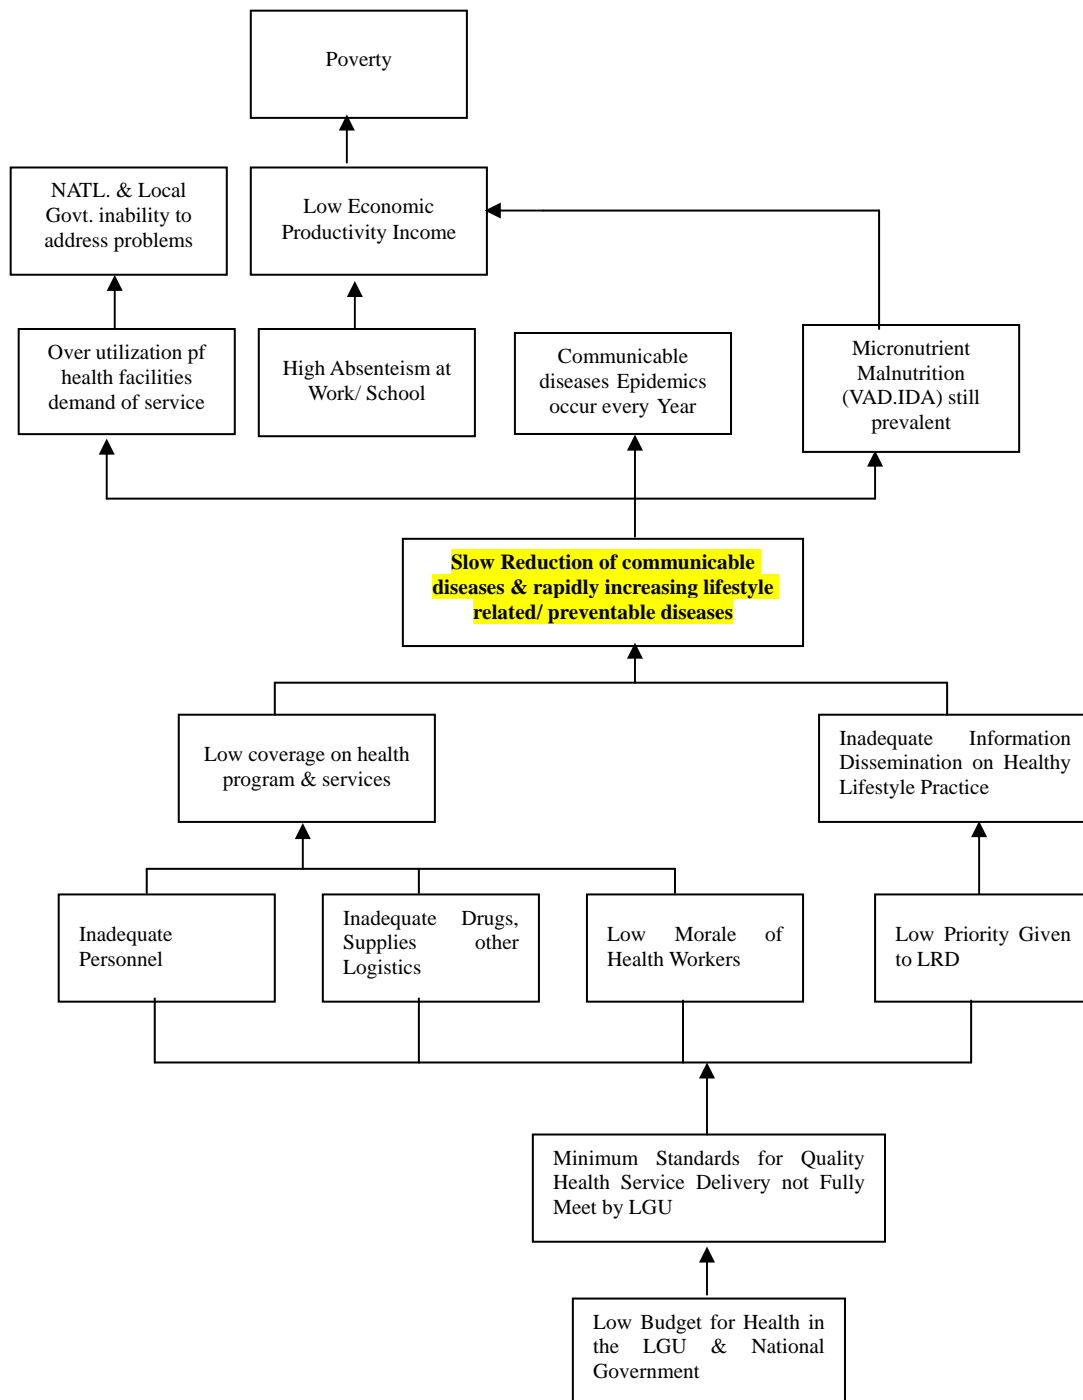 Poverty
NATL. & Local
Govt. inability to
address problems
Low Economic
Productivity Income
Over utilization pf
health facilities
demand of service
High Absenteism at
Work/ School
Communicable
diseases Epidemics
occur every Year
Micronutrient
Malnutrition
(VAD.IDA) still
prevalent
Slow Reduction of communicable
diseases & rapidly increasing lifestyle
related/ preventable diseases
Low coverage on health
program & services
Inadequate Information
Dissemination on Healthy
Lifestyle Practice
Inadequate
Personnel
Inadequate Drugs,
Supplies other
Logistics
Low Morale of
Health Workers
Low Priority Given
to LRD
Minimum Standards for Quality
Health Service Delivery not Fully
Meet by LGU
Low Budget for Health in
the LGU & National
Government